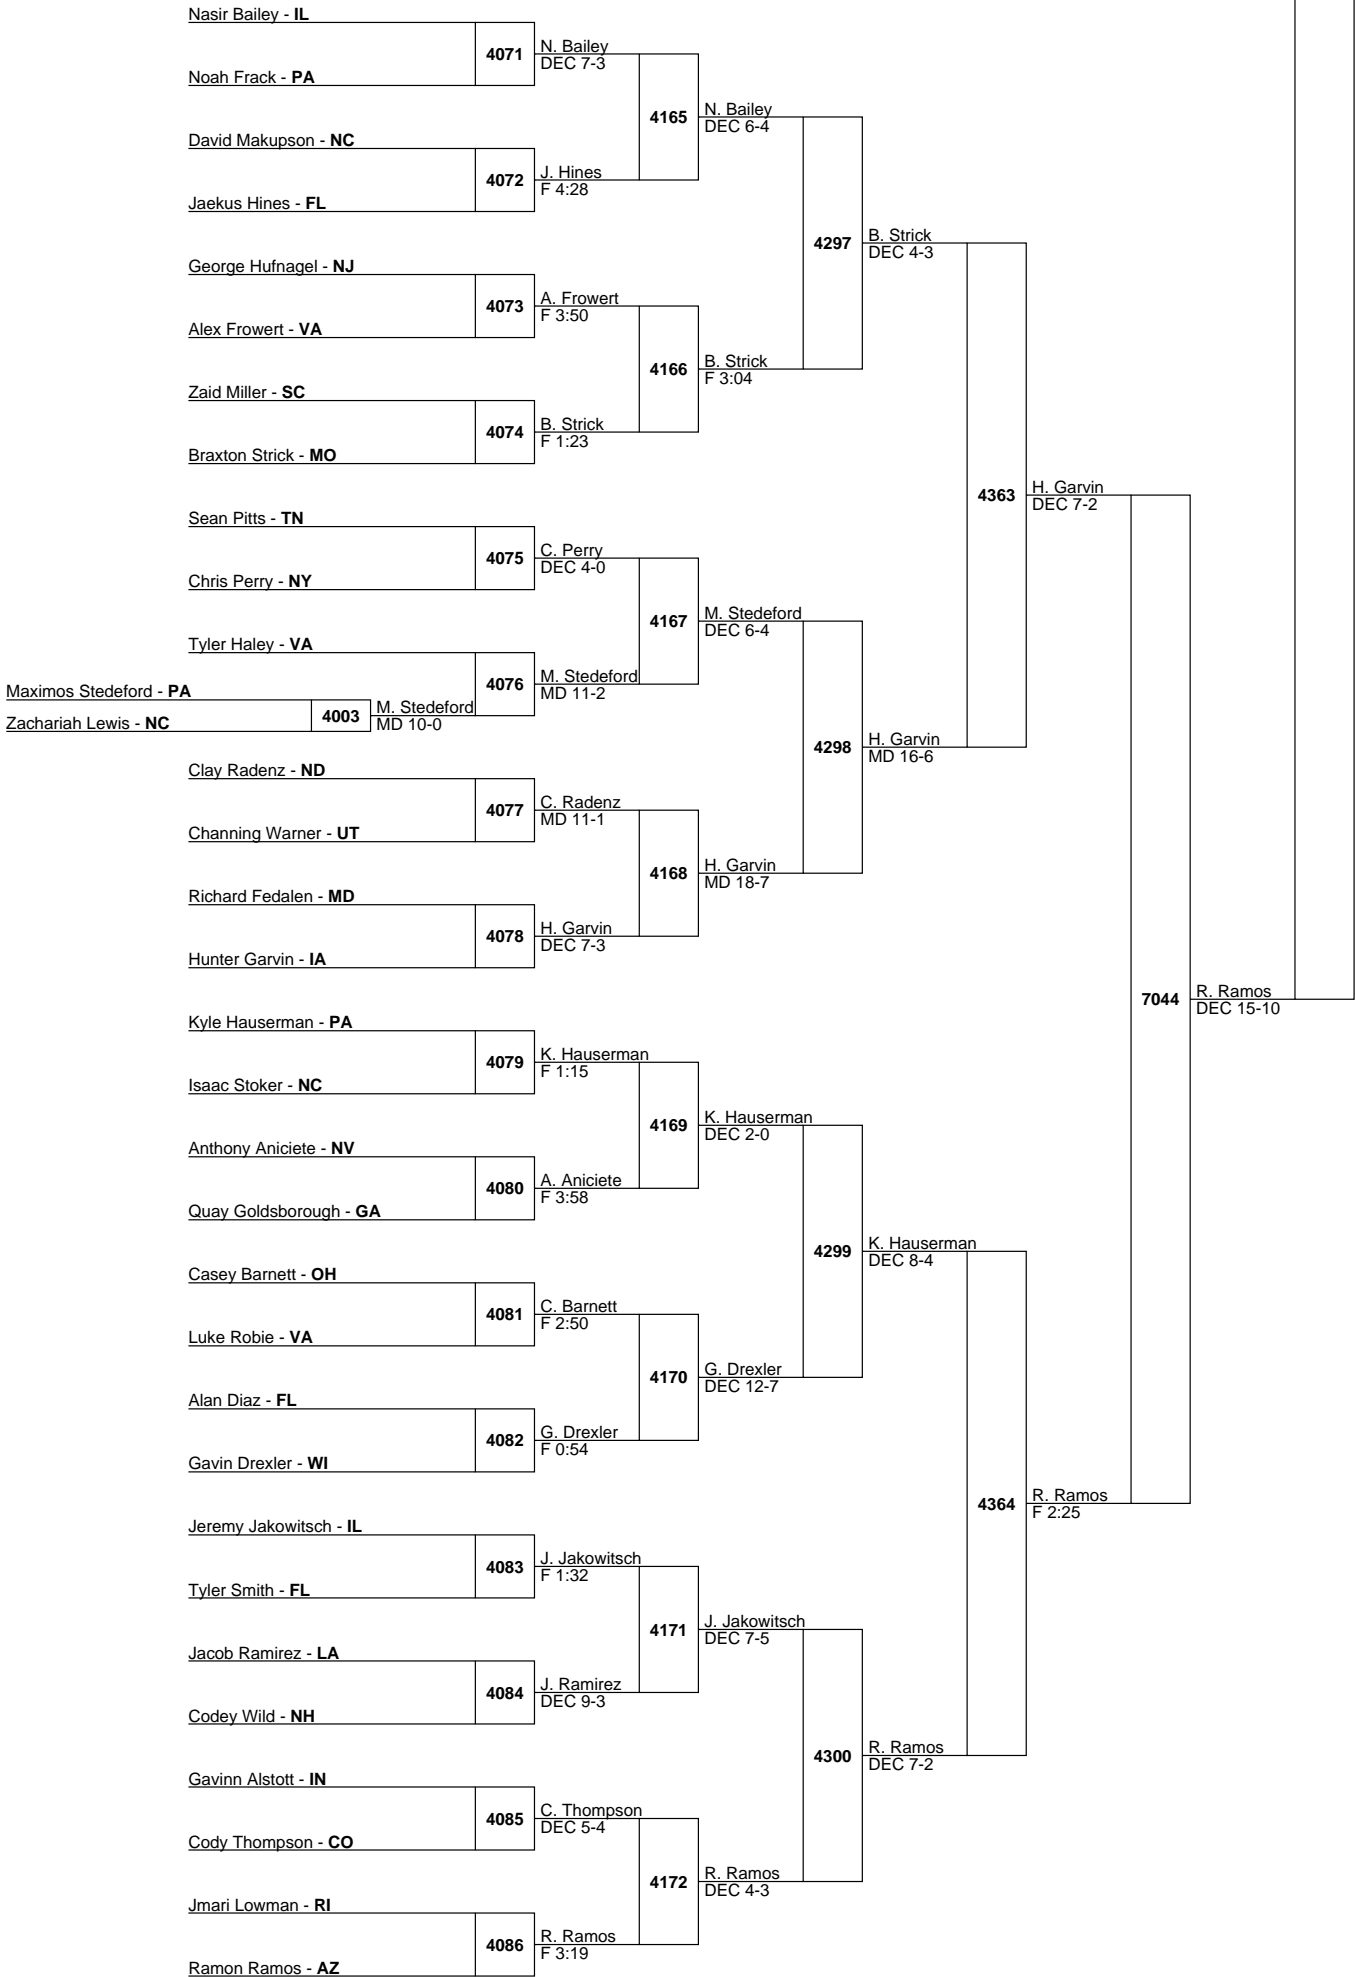 Nasir Bailey - IL
4071
N. Bailey
DEC 7-3
Noah Frack - PA
4165
N. Bailey
DEC 6-4
David Makupson - NC
4072
J. Hines
F 4:28
Jaekus Hines - FL
4297
B. Strick
DEC 4-3
George Hufnagel - NJ
4073
A. Frowert
F 3:50
Alex Frowert - VA
4166
B. Strick
F 3:04
Zaid Miller - SC
4074
B. Strick
F 1:23
Braxton Strick - MO
4363
H. Garvin
DEC 7-2
Sean Pitts - TN
4075
C. Perry
DEC 4-0
Chris Perry - NY
4167
M. Stedeford
DEC 6-4
Tyler Haley - VA
4076
M. Stedeford
MD 11-2
Maximos Stedeford - PA
4003
M. Stedeford
MD 10-0
Zachariah Lewis - NC
4298
H. Garvin
MD 16-6
Clay Radenz - ND
4077
C. Radenz
MD 11-1
Channing Warner - UT
4168
H. Garvin
MD 18-7
Richard Fedalen - MD
4078
H. Garvin
DEC 7-3
Hunter Garvin - IA
7044
R. Ramos
DEC 15-10
Kyle Hauserman - PA
4079
K. Hauserman
F 1:15
Isaac Stoker - NC
4169
K. Hauserman
DEC 2-0
Anthony Aniciete - NV
4080
A. Aniciete
F 3:58
Quay Goldsborough - GA
4299
K. Hauserman
DEC 8-4
Casey Barnett - OH
4081
C. Barnett
F 2:50
Luke Robie - VA
4170
G. Drexler
DEC 12-7
Alan Diaz - FL
4082
G. Drexler
F 0:54
Gavin Drexler - WI
4364
R. Ramos
F 2:25
Jeremy Jakowitsch - IL
4083
J. Jakowitsch
F 1:32
Tyler Smith - FL
4171
J. Jakowitsch
DEC 7-5
Jacob Ramirez - LA
4084
J. Ramirez
DEC 9-3
Codey Wild - NH
4300
R. Ramos
DEC 7-2
Gavinn Alstott - IN
4085
C. Thompson
DEC 5-4
Cody Thompson - CO
4172
R. Ramos
DEC 4-3
Jmari Lowman - RI
4086
R. Ramos
F 3:19
Ramon Ramos - AZ